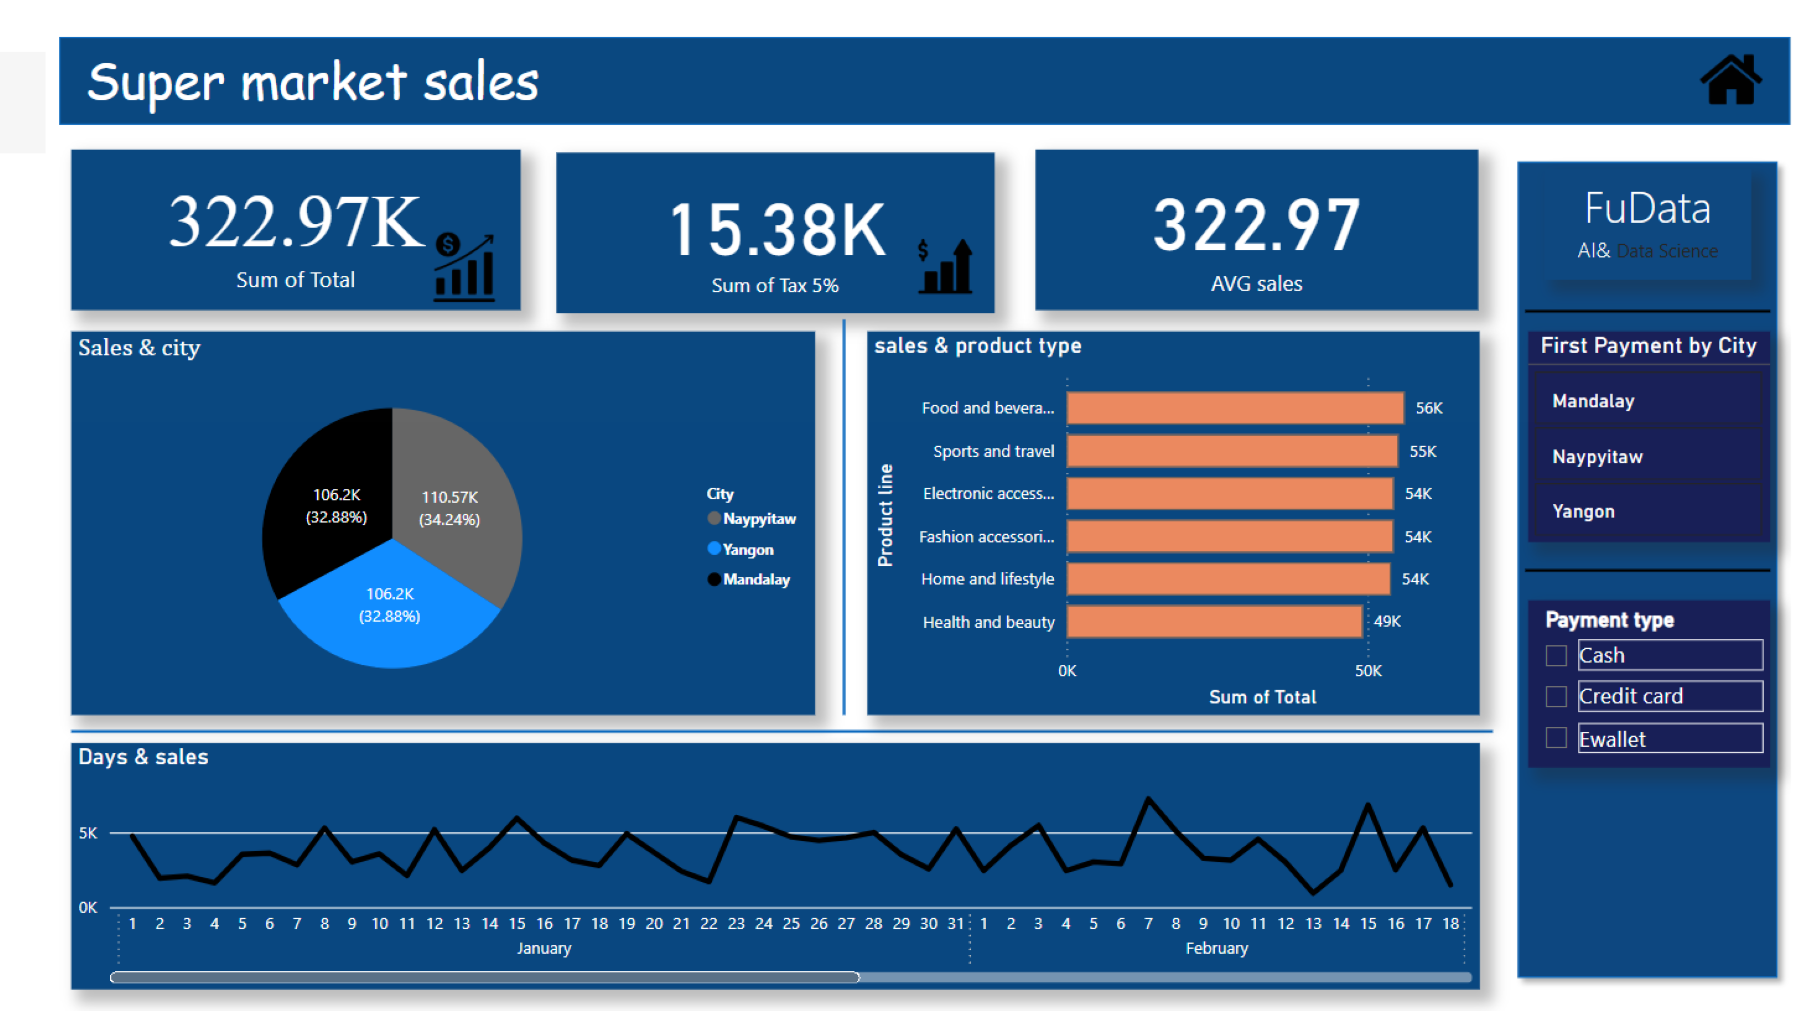 Super market sales
322.97K
Sum of Total
15.38K
Sum of Tax 5%
322.97
AVG sales
FuData
AI& Data Science
Sales & city
106.2K
(32.88%)
110.57K
(34.24%)
106.2K
(32.88%)
City
Naypyitaw
Yangon
Mandalay
sales & product type
Product line
Food and bevera... 56K
Sports and travel 55K
Electronic access... 54K
Fashion accessori... 54K
Home and lifestyle 54K
Health and beauty 49K
0K 50K
Sum of Total
First Payment by City
Mandalay
Naypyitaw
Yangon
Payment type
Cash
Credit card
Ewallet
Days & sales
5K
0K
1 2 3 4 5 6 7 8 9 10 11 12 13 14 15 16 17 18 19 20 21 22 23 24 25 26 27 28 29 30 31 1 2 3 4 5 6 7 8 9 10 11 12 13 14 15 16 17 18
January February